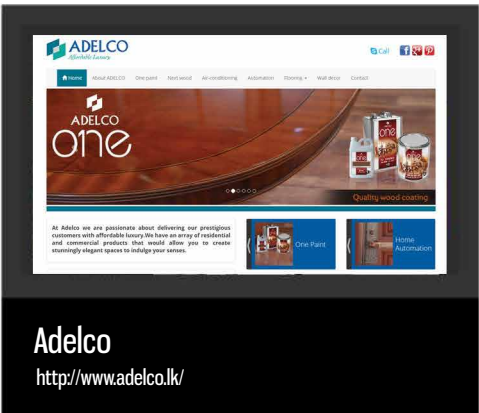 ADELCO
Affordable Luxury
Call
Home About ADELCO One paint Next wood Air-conditioning Automation Flooring Wall decor Contact
ADELCO
one
one
one
Quality wood coating
At Adelco we are passionate about delivering our prestigious
customers with affordable luxury.We have an array of residential
and commercial products that would allow you to create
stunningly elegant spaces to indulge your senses.
One Paint
Home
Automation
Adelco
http://www.adelco.lk/